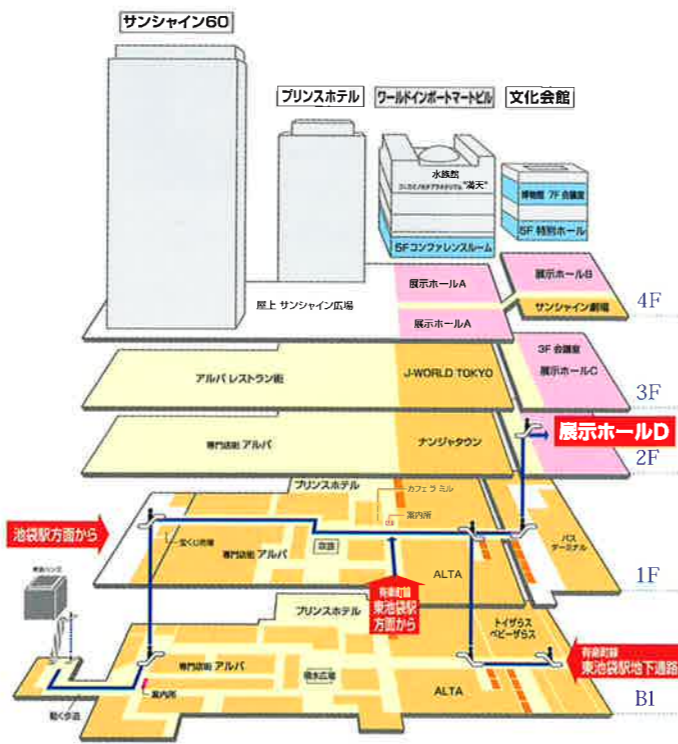 サンシャイン60
プリンスホテル
ワールドインポートマートビル
文化会館
水族館
"満天"
博物館 7F 会議室
5F 特別ホール
5Fコンファレンスルーム
展示ホールA
展示ホールB
屋上 サンシャイン広場
展示ホールA
サンシャイン劇場
4F
3F 会議室
アルパ レストラン街
J-WORLD TOKYO
展示ホールC
3F
展示ホールD
専門店街 アルパ
ナンジャタウン
2F
プリンスホテル
カフェ ラ ミル
案内所
池袋駅方面から
宝くじ売場
専門店街 アルパ
バス
ターミナル
ALTA
1F
有楽町線
東池袋駅
方面から
東急ハンズ
プリンスホテル
トイザらス
ベビーザらス
有楽町線
東池袋駅地下通路
専門店街 アルパ
噴水広場
案内所
ALTA
動く歩道
B1